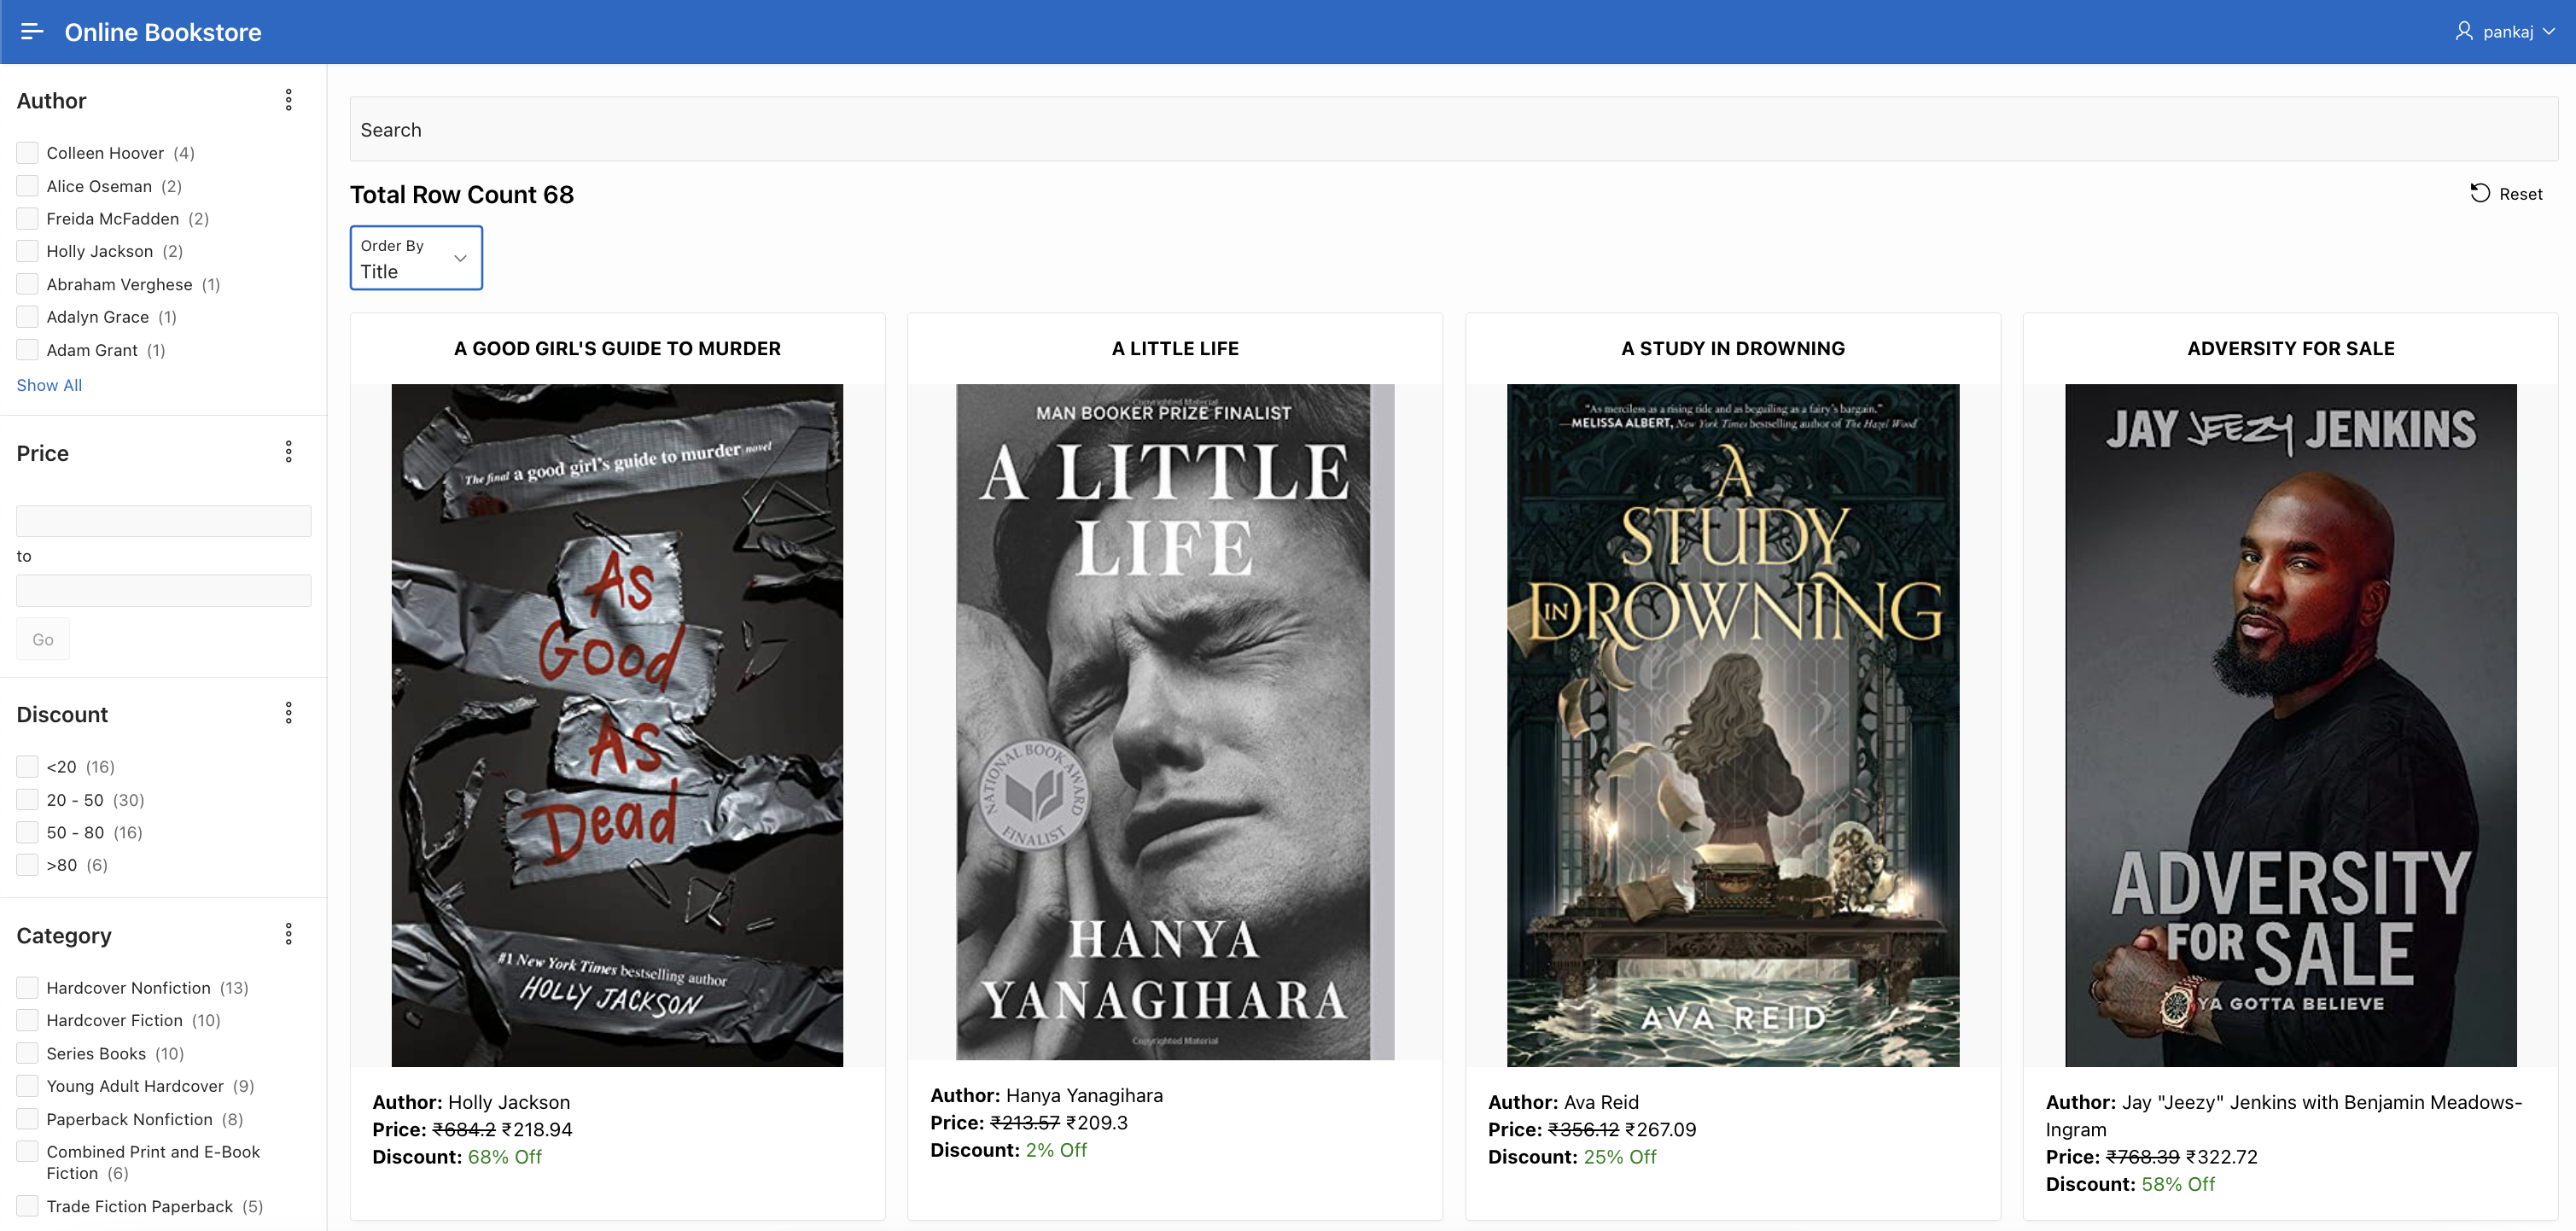 Online Bookstore
pankaj
Author
Colleen Hoover (4)
Alice Oseman (2)
Freida McFadden (2)
Holly Jackson (2)
Abraham Verghese (1)
Adalyn Grace (1)
Adam Grant (1)
Show All
Price
to
Go
Discount
<20 (16)
20 - 50 (30)
50 - 80 (16)
>80 (6)
Category
Hardcover Nonfiction (13)
Hardcover Fiction (10)
Series Books (10)
Young Adult Hardcover (9)
Paperback Nonfiction (8)
Combined Print and E-Book
Fiction (6)
Trade Fiction Paperback (5)
Search
Total Row Count 68
Reset
Order By
Title
A GOOD GIRL'S GUIDE TO MURDER
The final a good girl's guide to murder novel
As
Good
As
Dead
#1 New York Times bestselling author
HOLLY JACKSON
Author: Holly Jackson
Price: ₹684.2 ₹218.94
Discount: 68% Off
A LITTLE LIFE
Copyrighted Material
MAN BOOKER PRIZE FINALIST
A LITTLE
LIFE
NATIONAL BOOK AWARD
FINALIST
HANYA
YANAGIHARA
Copyrighted Material
Author: Hanya Yanagihara
Price: ₹213.57 ₹209.3
Discount: 2% Off
A STUDY IN DROWNING
"As merciless as a rising tide and as beguiling as a fairy's bargain."
—MELISSA ALBERT, New York Times bestselling author of The Hazel Wood
A
STUDY
IN DROWNING
AVA REID
Author: Ava Reid
Price: ₹356.12 ₹267.09
Discount: 25% Off
ADVERSITY FOR SALE
JAY JEEZY JENKINS
ADVERSITY
FOR SALE
YA GOTTA BELIEVE
Author: Jay "Jeezy" Jenkins with Benjamin Meadows-
Ingram
Price: ₹768.39 ₹322.72
Discount: 58% Off